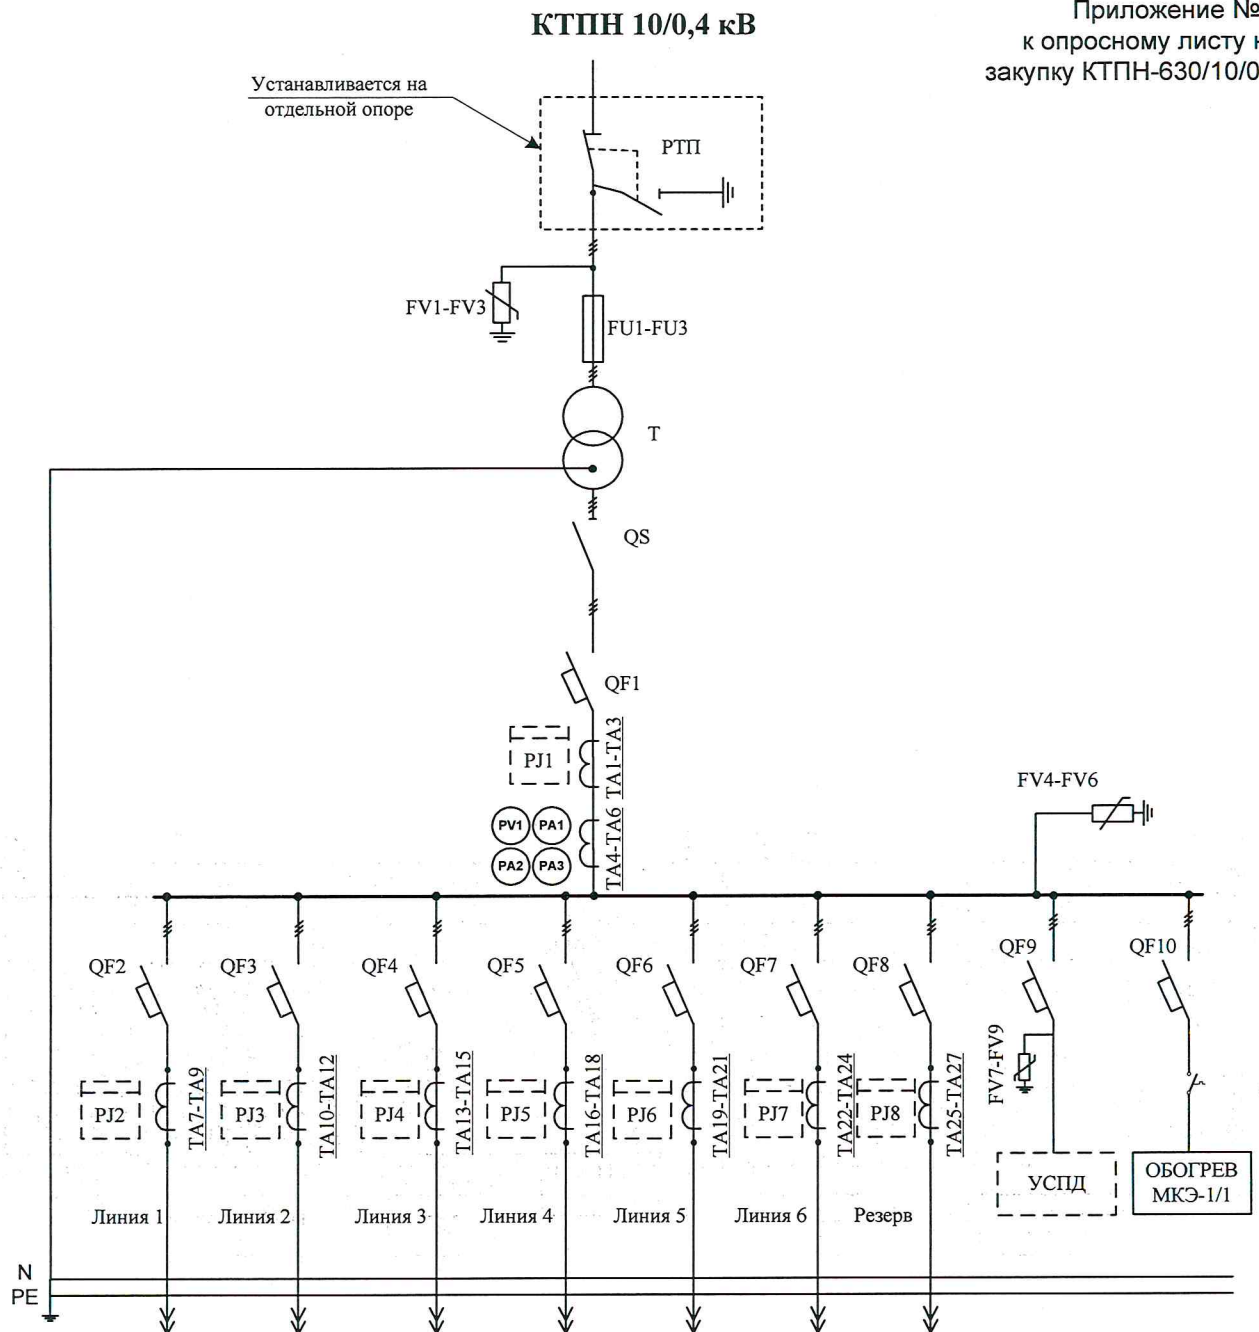 КТПН 10/0,4 кВ
Приложение №
к опросному листу
закупку КТПН-630/10/0
Устанавливается на
отдельной опоре
РТП
FV1-FV3
FU1-FU3
T
QS
QF1
PJ1
TA1-TA3
PV1
PA1
PA2
PA3
TA4-TA6
FV4-FV6
QF2
QF3
QF4
QF5
QF6
QF7
QF8
QF9
QF10
PJ2
TA7-TA9
PJ3
TA10-TA12
PJ4
TA13-TA15
PJ5
TA16-TA18
PJ6
TA19-TA21
PJ7
TA22-TA24
PJ8
TA25-TA27
FV7-FV9
УСПД
ОБОГРЕВ
МКЭ-1/1
Линия 1
Линия 2
Линия 3
Линия 4
Линия 5
Линия 6
Резерв
N
PE